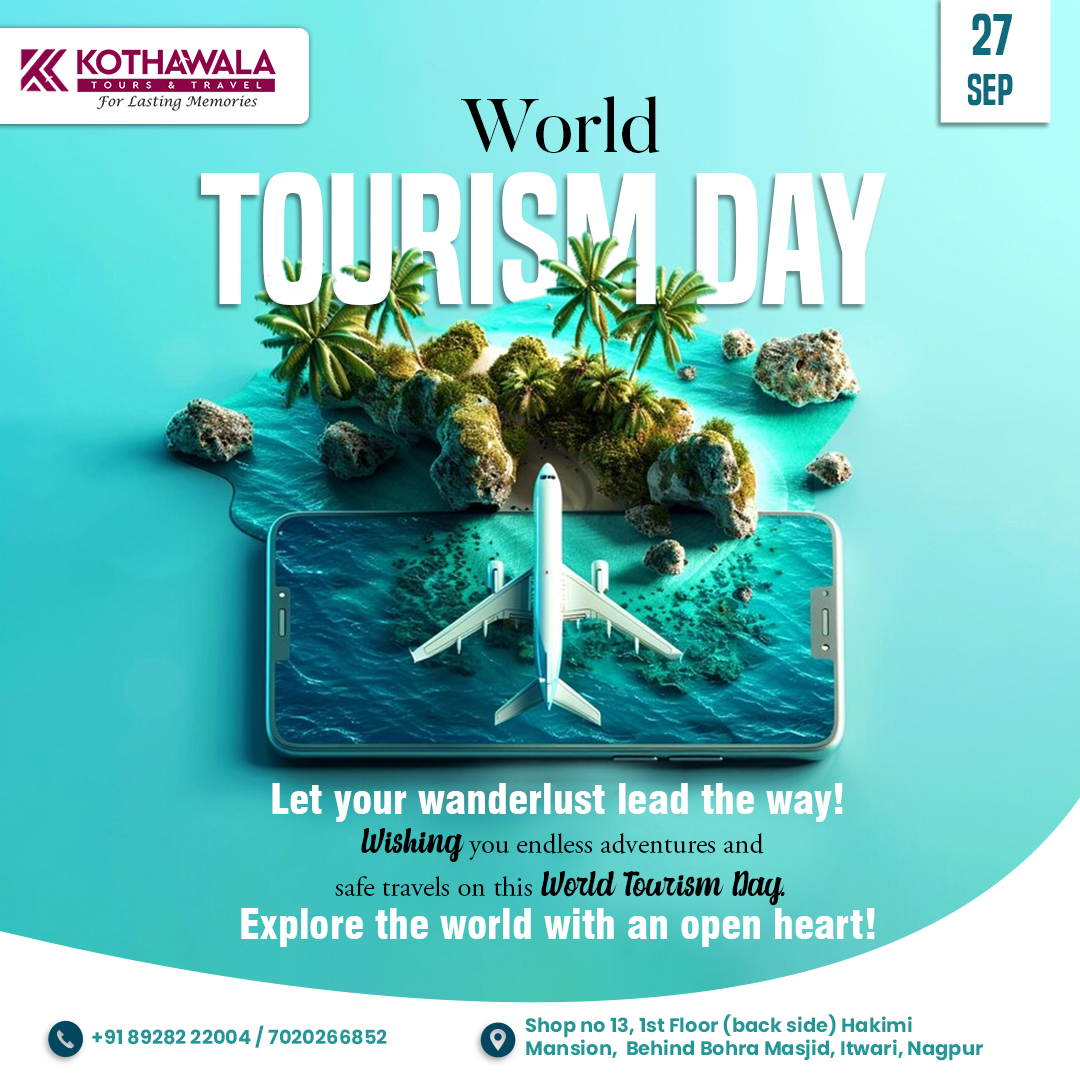 KOTHAWALA
TOURS & TRAVEL
For Lasting Memories
27
SEP
World
TOURISM DAY
Let your wanderlust lead the way!
Wishing you endless adventures and
safe travels on this World Tourism Day.
Explore the world with an open heart!
+91 89282 22004 / 7020266852
Shop no 13, 1st Floor (back side) Hakimi
Mansion, Behind Bohra Masjid, Itwari, Nagpur